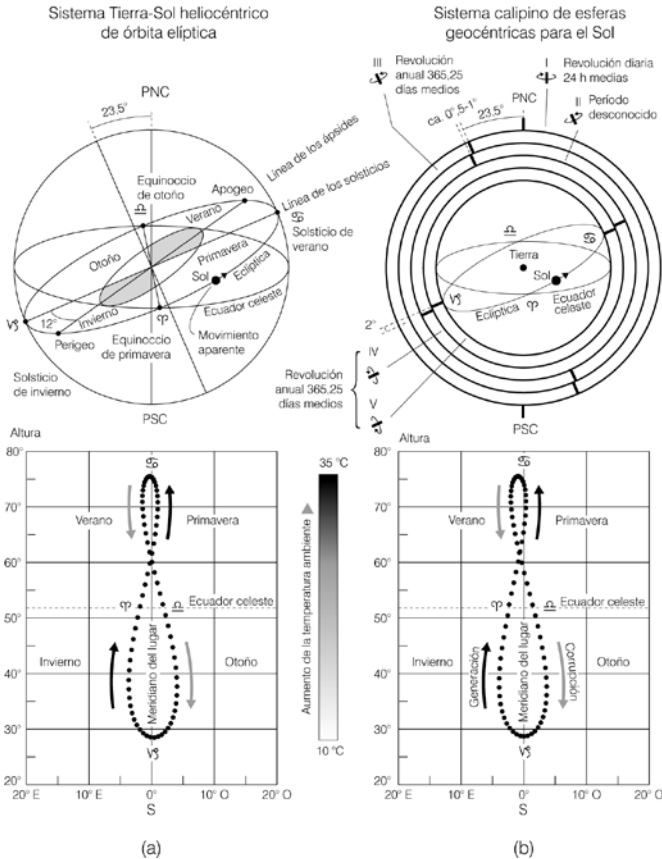 Sistema Tierra-Sol heliocéntrico
de órbita elíptica
PNC
23,5°
Línea de los ápsides
Equinoccio
de otoño
♎
Apogeo
Línea de los solsticios
♋
Solsticio de
verano
Verano
Otoño
Primavera
Sol
Eclíptica
Invierno
♈
Ecuador celeste
♑
12°
Perigeo
Equinoccio
de primavera
Movimiento
aparente
Solsticio
de invierno
PSC
Sistema calipino de esferas
geocéntricas para el Sol
III
Revolución
anual 365,25
días medios
I
Revolución diaria
24 h medias
ca. 0°,5-1°
23,5°
PNC
II
Período
desconocido
♎
♋
Tierra
Sol
♑
Eclíptica
♈
Ecuador
celeste
2°
IV
Revolución
anual 365,25
días medios
V
PSC
Altura
80°
70°
60°
50°
40°
30°
20°
♋
Verano
Primavera
♈
♎
Ecuador celeste
Invierno
Meridiano del lugar
Otoño
♑
20° E
10°
0°
10°
20° O
S
(a)
35 °C
Aumento de la temperatura ambiente
10 °C
Altura
80°
70°
60°
50°
40°
30°
20°
♋
Verano
Primavera
♈
♎
Ecuador celeste
Invierno
Generación
Meridiano del lugar
Corrupción
Otoño
♑
20° E
10°
0°
10°
20° O
S
(b)